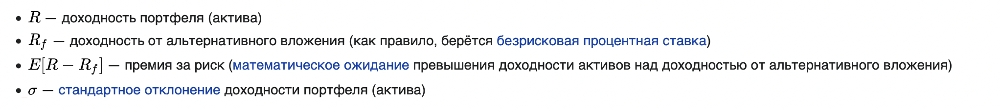 • R — доходность портфеля (актива)
• R_f — доходность от альтернативного вложения (как правило, берётся безрисковая процентная ставка)
• E[R − R_f] — премия за риск (математическое ожидание превышения доходности активов над доходностью от альтернативного вложения)
• σ — стандартное отклонение доходности портфеля (актива)